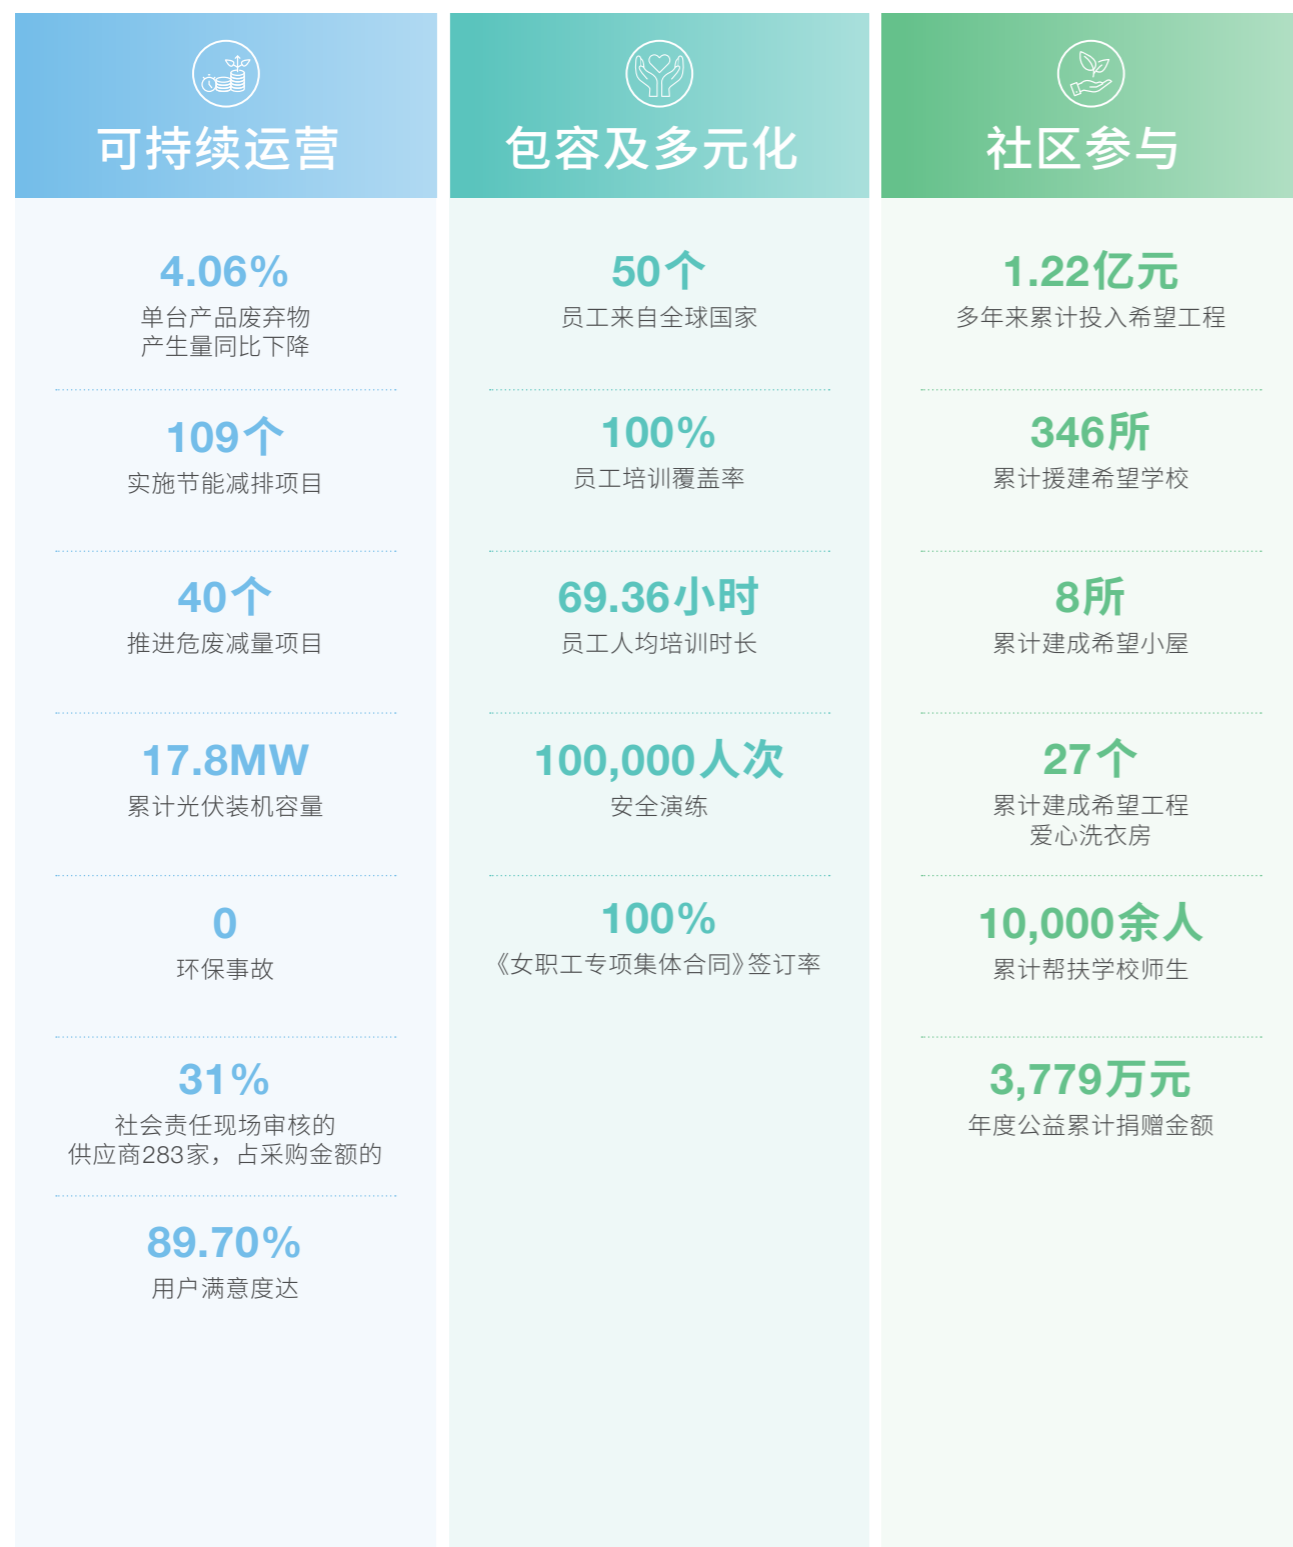 可持续运营
4.06%
单台产品废弃物
产生量同比下降
109个
实施节能减排项目
40个
推进危废减量项目
17.8MW
累计光伏装机容量
0
环保事故
31%
社会责任现场审核的
供应商283家，占采购金额的
89.70%
用户满意度达
包容及多元化
50个
员工来自全球国家
100%
员工培训覆盖率
69.36小时
员工人均培训时长
100,000人次
安全演练
100%
《女职工专项集体合同》签订率
社区参与
1.22亿元
多年来累计投入希望工程
346所
累计援建希望学校
8所
累计建成希望小屋
27个
累计建成希望工程
爱心洗衣房
10,000余人
累计帮扶学校师生
3,779万元
年度公益累计捐赠金额